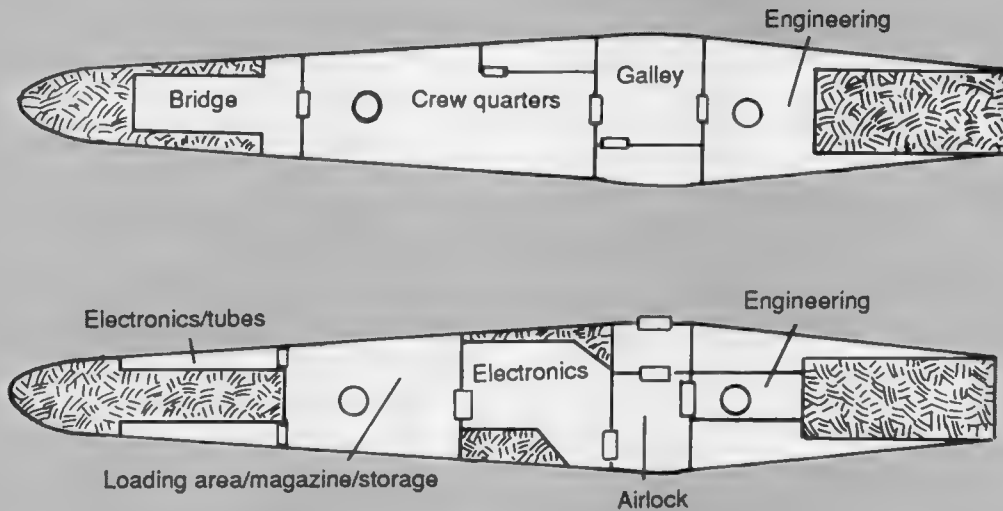 Engineering
Galley
Bridge
Crew quarters
Electronics/tubes
Engineering
Electronics
Loading area/magazine/storage
Airlock